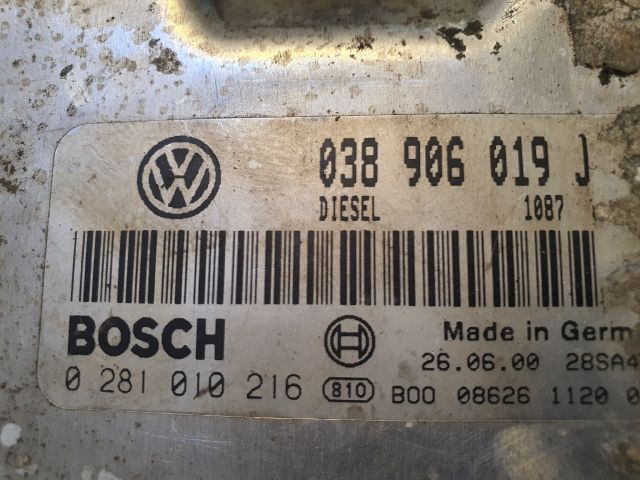 038 906 019 J
DIESEL 1087
BOSCH
Made in Germ
0 281 010 216
810
26.06.00 28SA4
B00 08626 1120 0